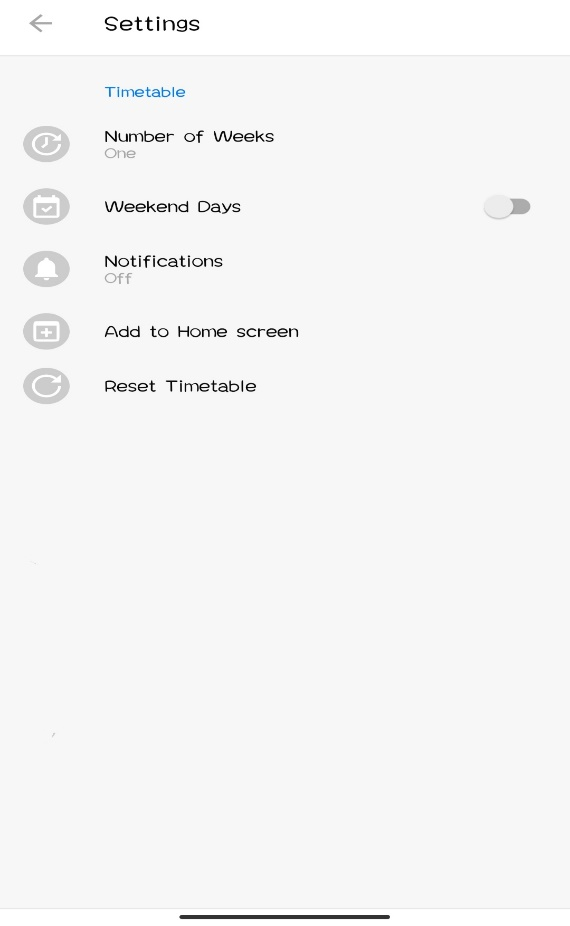 Settings
Timetable
Number of Weeks
One
Weekend Days
Notifications
Off
Add to Home screen
Reset Timetable